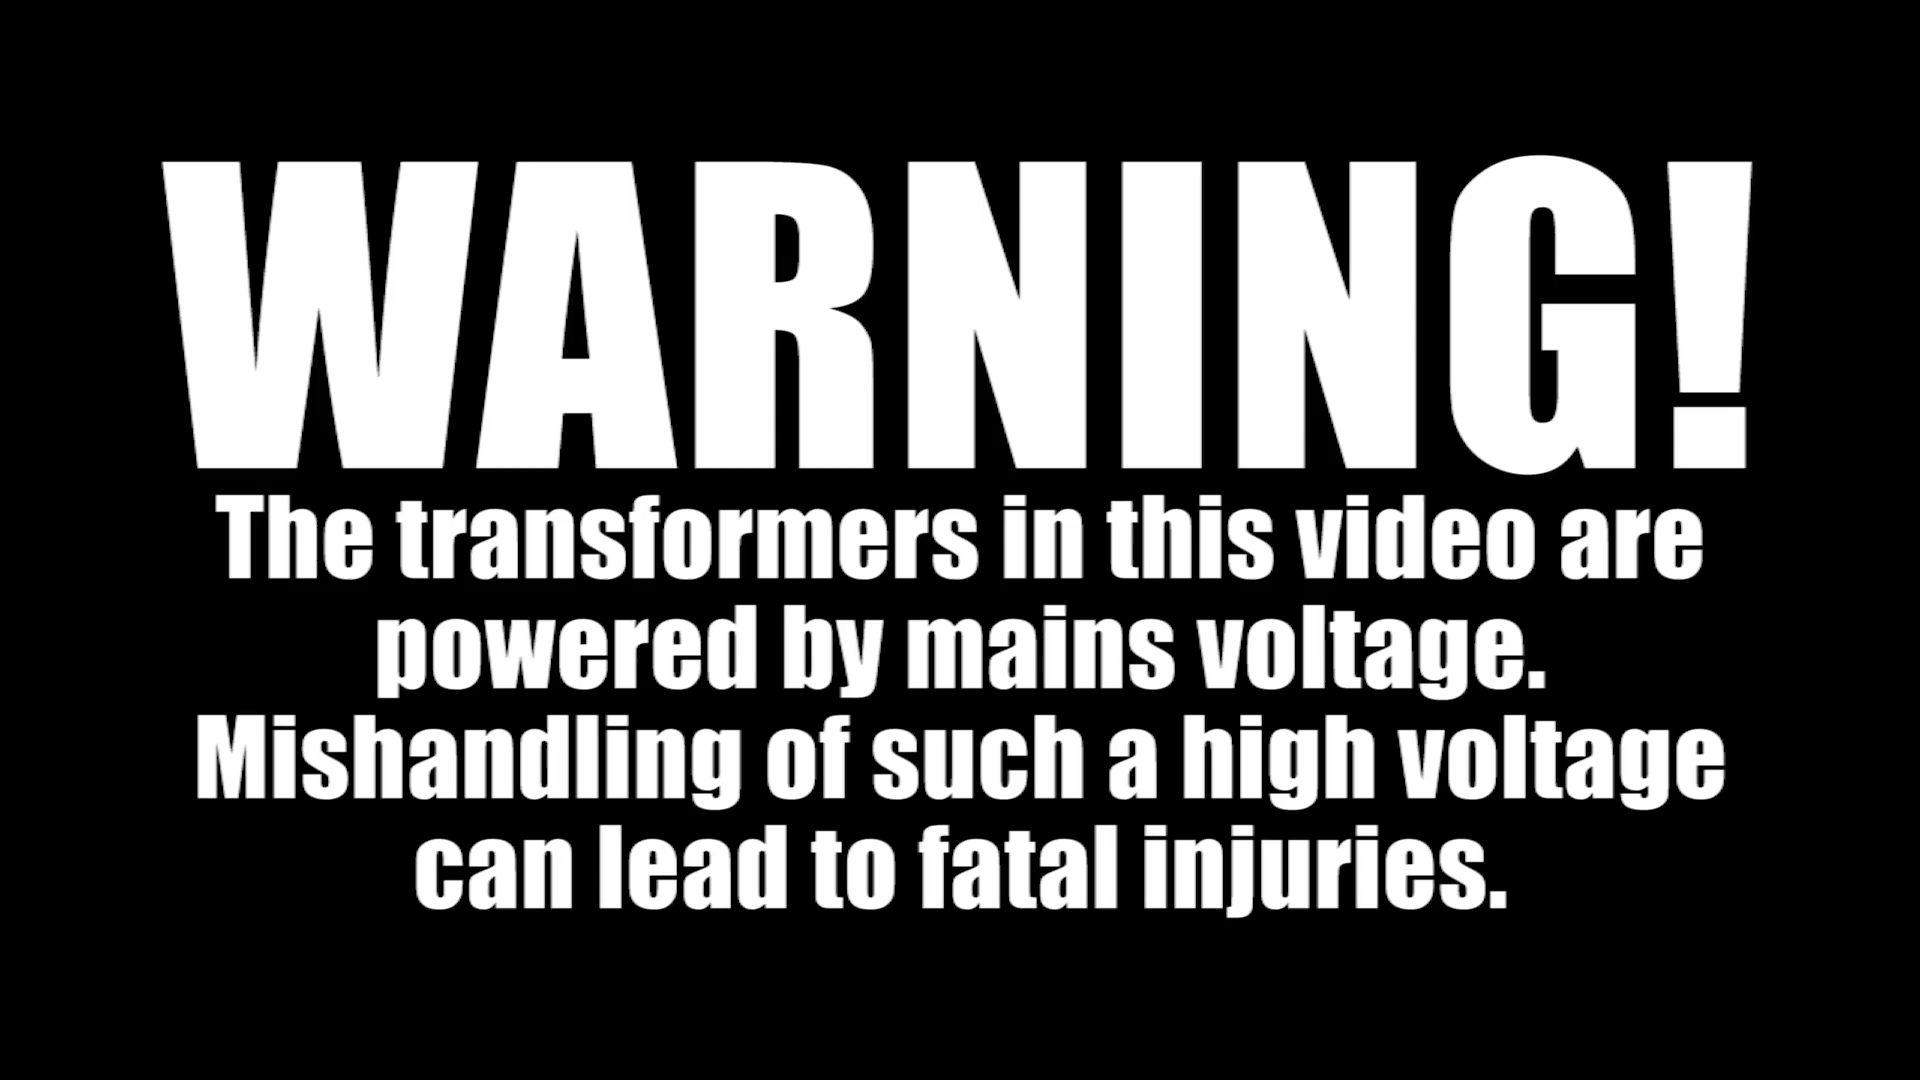 WARNING!
The transformers in this video are
powered by mains voltage.
Mishandling of such a high voltage
can lead to fatal injuries.